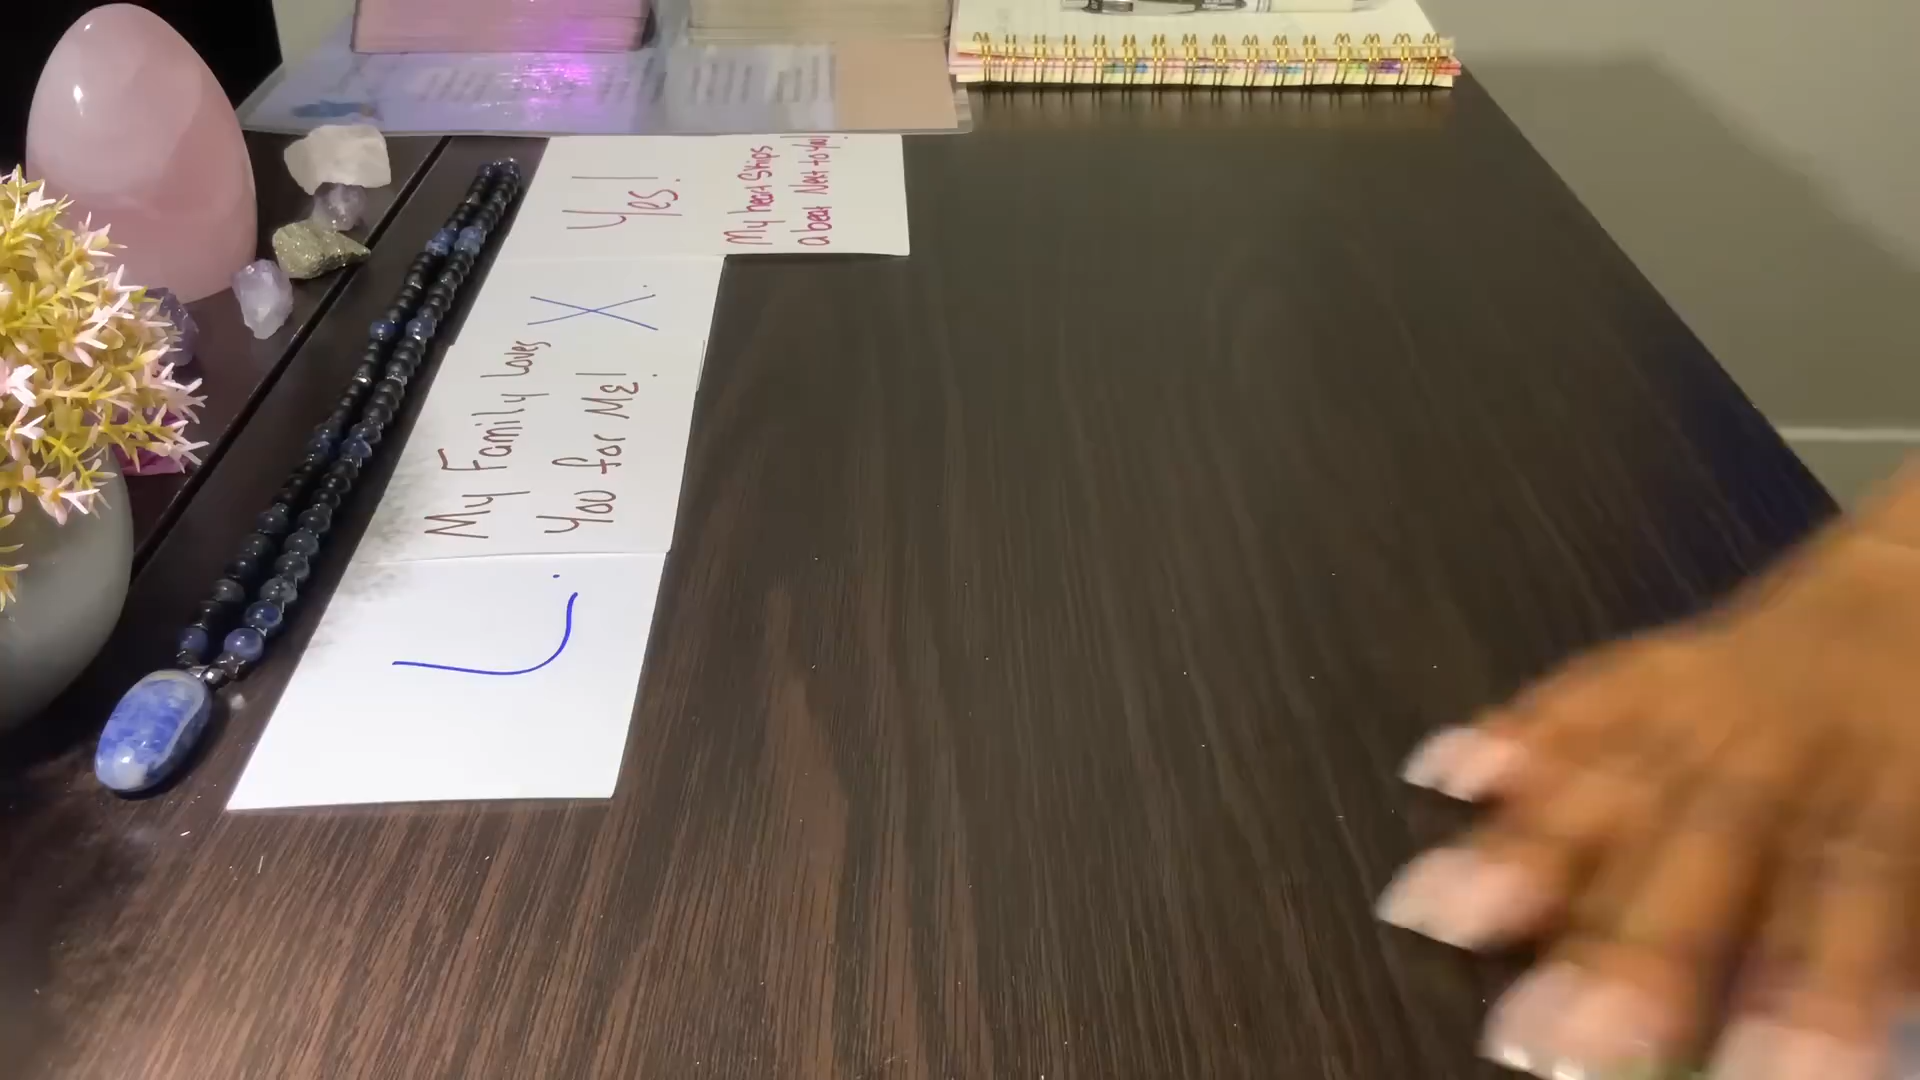 My heart Skips
a beat Next to You!
Yes!
X.
My Family Loves
You for ME!
L.